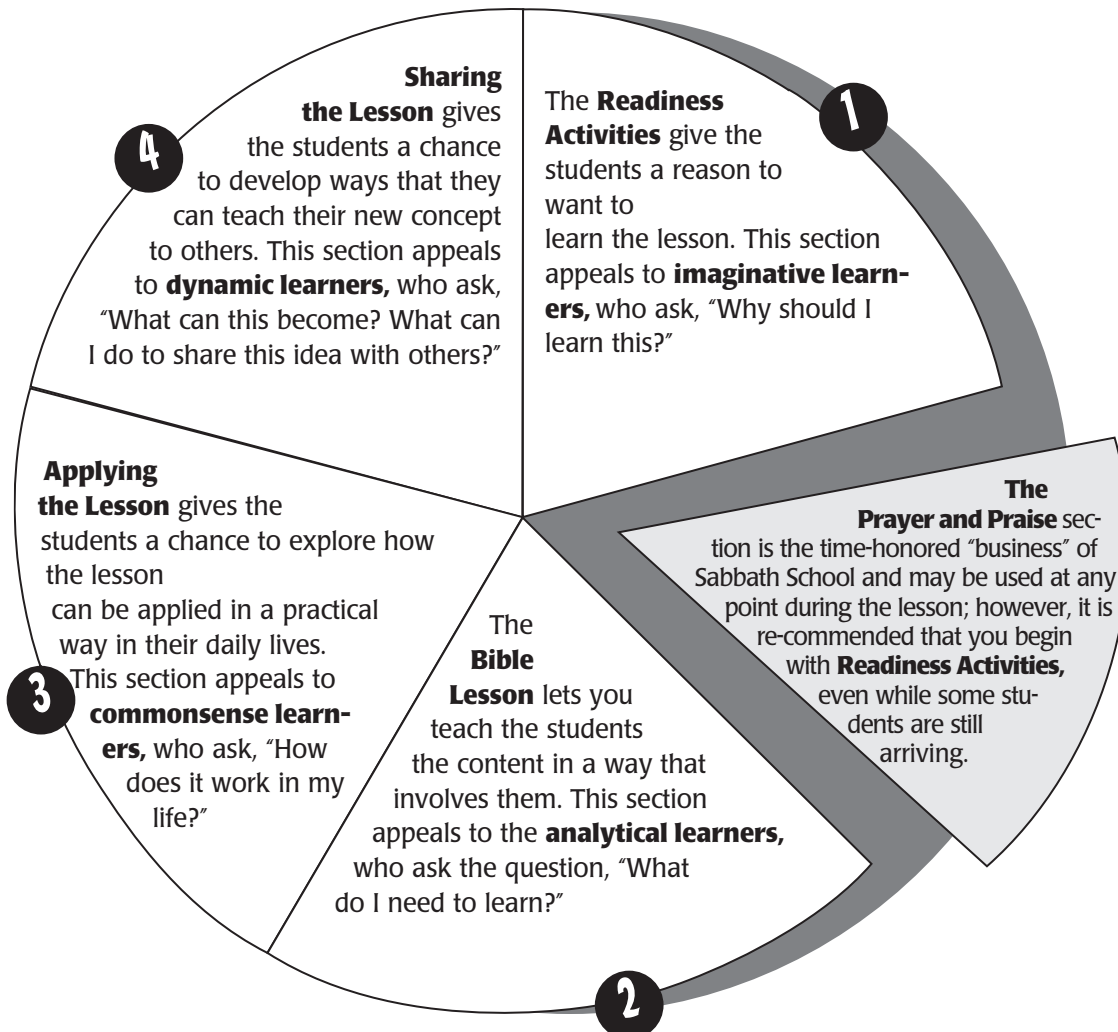 1
The Readiness
Activities give the
students a reason to
want to
learn the lesson. This section
appeals to imaginative learn-
ers, who ask, “Why should I
learn this?”
The
Prayer and Praise sec-
tion is the time-honored “business” of
Sabbath School and may be used at any
point during the lesson; however, it is
re-commended that you begin
with Readiness Activities,
even while some stu-
dents are still
arriving.
2
The
Bible
Lesson lets you
teach the students
the content in a way that
involves them. This section
appeals to the analytical learners,
who ask the question, “What
do I need to learn?”
3
Applying
the Lesson gives the
students a chance to explore how
the lesson
can be applied in a practical
way in their daily lives.
This section appeals to
commonsense learn-
ers, who ask, “How
does it work in my
life?”
4
Sharing
the Lesson gives
the students a chance
to develop ways that they
can teach their new concept
to others. This section appeals
to dynamic learners, who ask,
“What can this become? What can
I do to share this idea with others?”